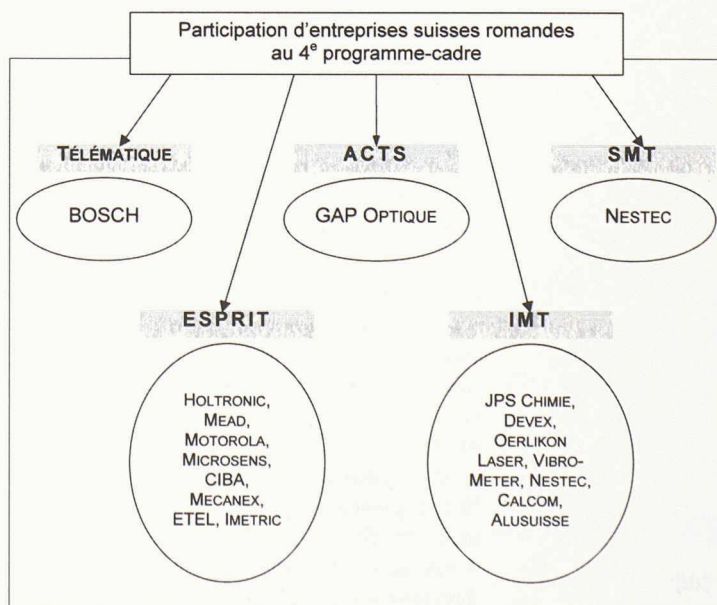 Participation d'entreprises suisses romandes
au 4e programme-cadre
TÉLÉMATIQUE
ACTS
SMT
BOSCH
GAP OPTIQUE
NESTEC
ESPRIT
IMT
HOLTRONIC,
MEAD,
MOTOROLA,
MICROSENS,
CIBA,
MECANEX,
ETEL, IMETRIC
JPS CHIMIE,
DEVEX,
OERLIKON
LASER, VIBRO-
METER, NESTEC,
CALCOM,
ALUSUISSE